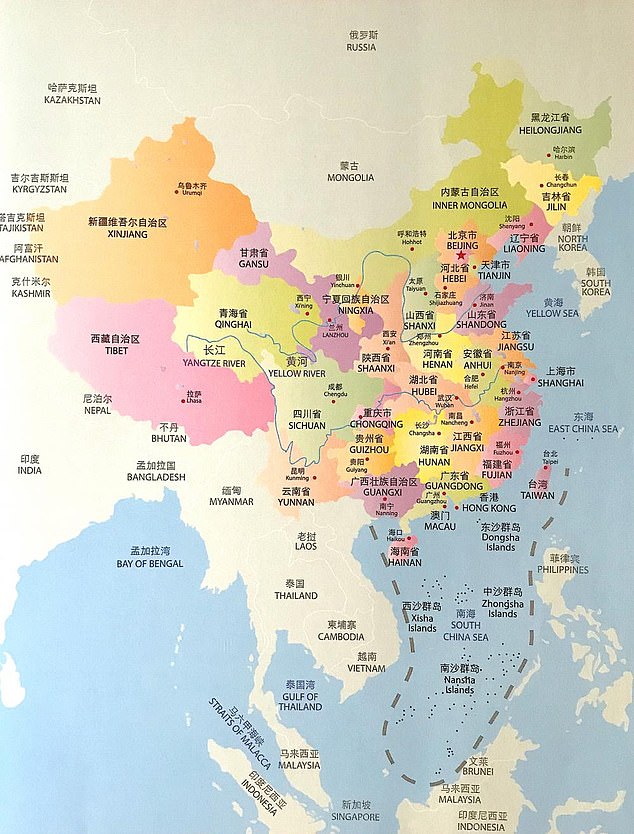 俄罗斯
RUSSIA
哈萨克斯坦
KAZAKHSTAN
黑龙江省
HEILONGJIANG
哈尔滨
Harbin
蒙古
MONGOLIA
吉尔吉斯斯坦
KYRGYZSTAN
乌鲁木齐
Urumqi
内蒙古自治区
INNER MONGOLIA
长春
Changchun
吉林省
JILIN
塔吉克斯坦
TAJIKISTAN
新疆维吾尔自治区
XINJIANG
沈阳
Shenyang
呼和浩特
Hohhot
北京市
BEIJING
辽宁省
LIAONING
朝鲜
NORTH
KOREA
阿富汗
AFGHANISTAN
甘肃省
GANSU
河北省
HEBEI
天津市
TIANJIN
克什米尔
KASHMIR
银川
Yinchuan
太原
Taiyuan
石家庄
Shijiazhuang
韩国
SOUTH
KOREA
西宁
Xi'ning
宁夏回族自治区
NINGXIA
济南
Jinan
黄海
YELLOW SEA
青海省
QINGHAI
兰州
LANZHOU
山西省
SHANXI
山东省
SHANDONG
西藏自治区
TIBET
西安
Xi'an
郑州
Zhengzhou
江苏省
JIANGSU
长江
YANGTZE RIVER
黄河
YELLOW RIVER
陕西省
SHAANXI
河南省
HENAN
安徽省
ANHUI
南京
Nanjing
合肥
Hefei
上海市
SHANGHAI
拉萨
Lhasa
成都
Chengdu
湖北省
HUBEI
武汉
Wuhan
杭州
Hangzhou
尼泊尔
NEPAL
四川省
SICHUAN
重庆市
CHONGQING
南昌
Nancheng
浙江省
ZHEJIANG
东海
EAST CHINA SEA
不丹
BHUTAN
长沙
Changsha
贵州省
GUIZHOU
江西省
JIANGXI
印度
INDIA
孟加拉国
BANGLADESH
贵阳
Guiyang
湖南省
HUNAN
福州
Fuzhou
福建省
FUJIAN
台北
Taipei
昆明
Kunming
云南省
YUNNAN
广西壮族自治区
GUANGXI
广东省
GUANGDONG
台湾
TAIWAN
缅甸
MYANMAR
南宁
Nanning
广州
Guangzhou
香港
HONG KONG
澳门
MACAU
老挝
LAOS
海口
Haikou
海南省
HAINAN
东沙群岛
Dongsha
Islands
孟加拉湾
BAY OF BENGAL
菲律宾
PHILIPPINES
泰国
THAILAND
西沙群岛
Xisha
Islands
中沙群岛
Zhongsha
Islands
南海
SOUTH
CHINA SEA
柬埔寨
CAMBODIA
越南
VIETNAM
南沙群岛
Nansha
Islands
泰国湾
GULF OF
THAILAND
马六甲海峡
STRAITS OF MALACCA
马来西亚
MALAYSIA
文莱
BRUNEI
印度尼西亚
INDONESIA
马来西亚
MALAYSIA
新加坡
SINGAPORE
印度尼西亚
INDONESIA